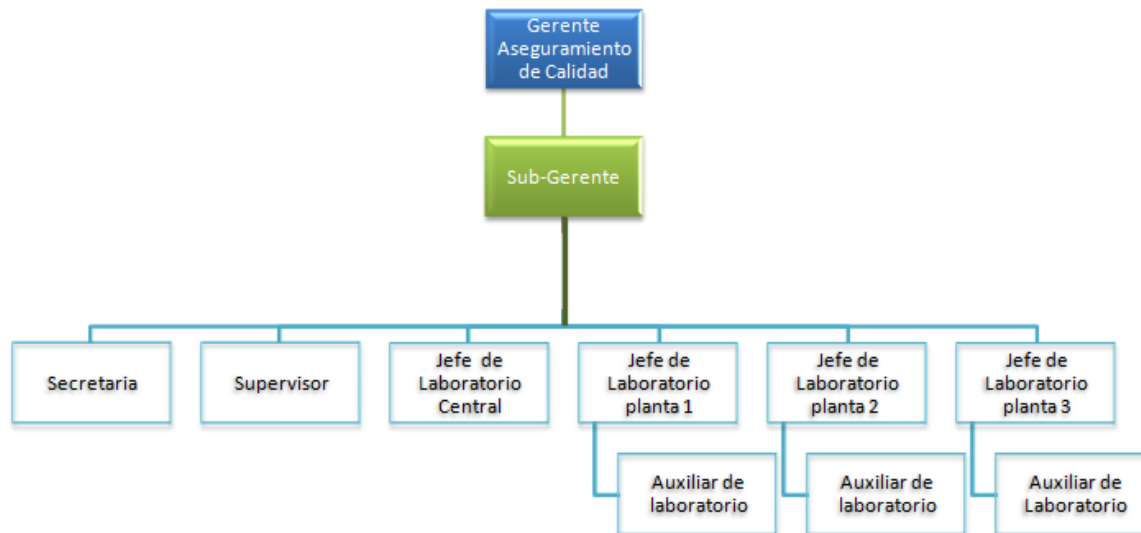 Gerente
Aseguramiento
de Calidad
Sub-Gerente
Secretaria
Supervisor
Jefe de
Laboratorio
Central
Jefe de
Laboratorio
planta 1
Jefe de
Laboratorio
planta 2
Jefe de
Laboratorio
planta 3
Auxiliar de
laboratorio
Auxiliar de
laboratorio
Auxiliar de
Laboratorio